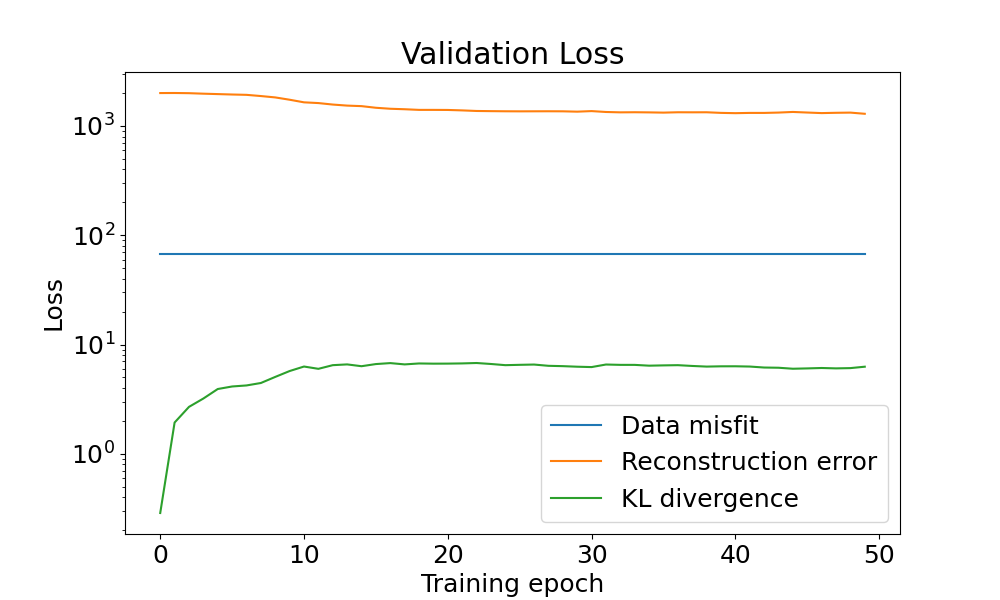 Validation Loss
10³
10²
10¹
10⁰
Loss
Data misfit
Reconstruction error
KL divergence
0 10 20 30 40 50
Training epoch